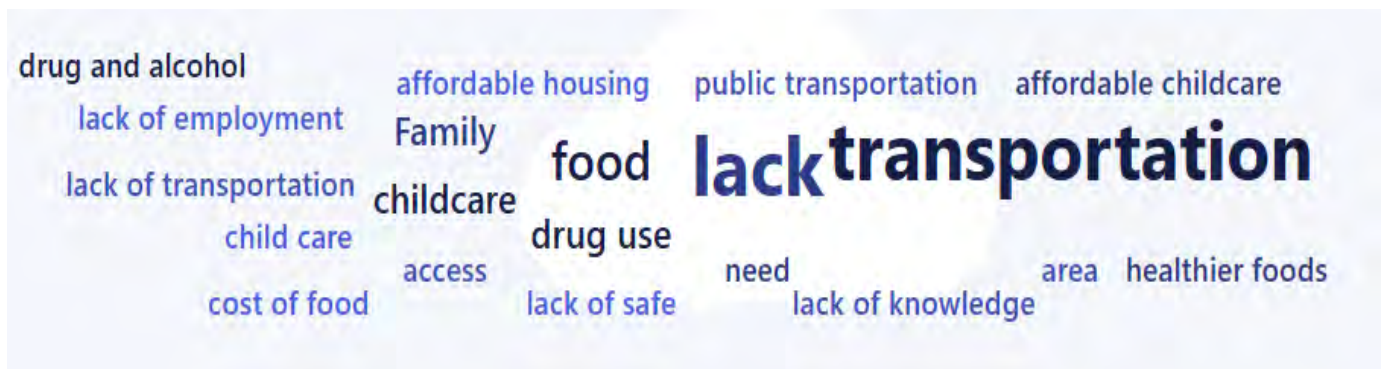 drug and alcohol
affordable housing
public transportation
affordable childcare
lack of employment
Family
food
lack
transportation
lack of transportation
childcare
child care
drug use
access
need
area
healthier foods
cost of food
lack of safe
lack of knowledge